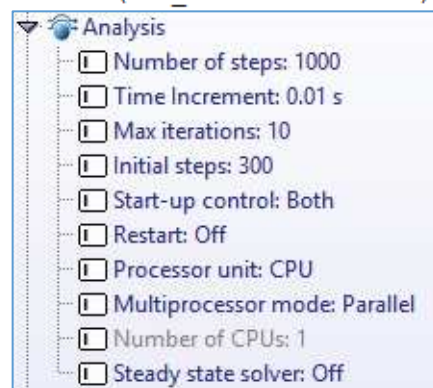 Analysis
Number of steps: 1000
Time Increment: 0.01 s
Max iterations: 10
Initial steps: 300
Start-up control: Both
Restart: Off
Processor unit: CPU
Multiprocessor mode: Parallel
Number of CPUs: 1
Steady state solver: Off